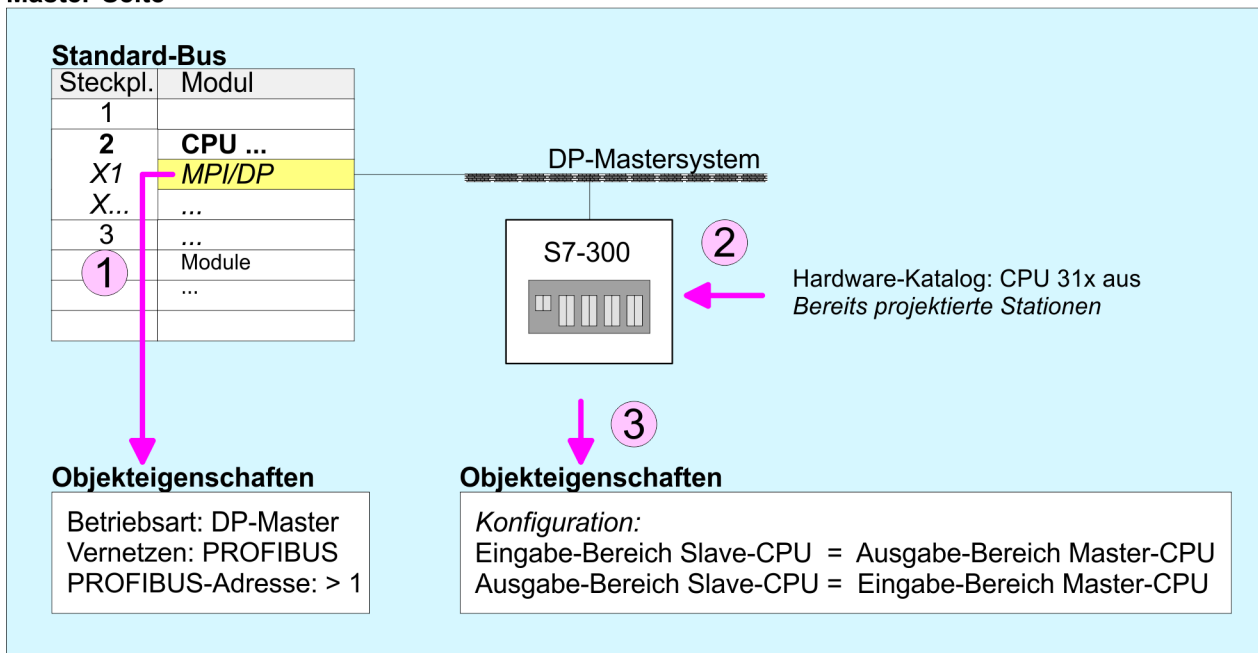 Master-Seite
Standard-Bus
Steckpl. Modul
1
2 CPU ...
X1 MPI/DP
X... ...
3 ...
Module
...
1
DP-Mastersystem
S7-300
2
Hardware-Katalog: CPU 31x aus
Bereits projektierte Stationen
3
Objekteigenschaften
Betriebsart: DP-Master
Vernetzen: PROFIBUS
PROFIBUS-Adresse: > 1
Objekteigenschaften
Konfiguration:
Eingabe-Bereich Slave-CPU = Ausgabe-Bereich Master-CPU
Ausgabe-Bereich Slave-CPU = Eingabe-Bereich Master-CPU